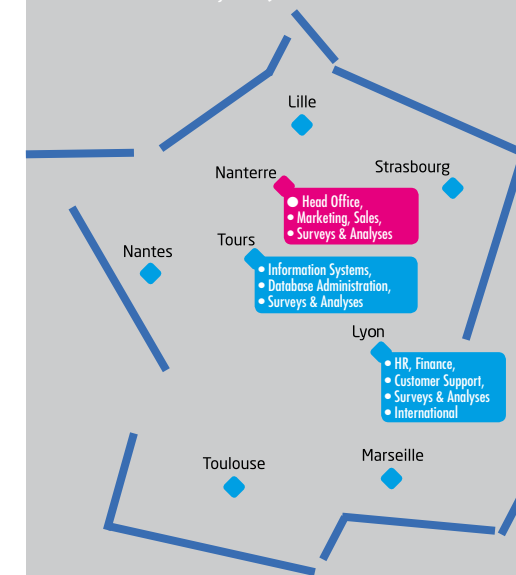 Lille
Strasbourg
Nanterre
● Head Office,
• Marketing, Sales,
• Surveys & Analyses
Tours
Nantes
• Information Systems,
• Database Administration,
• Surveys & Analyses
Lyon
• HR, Finance,
• Customer Support,
• Surveys & Analyses
• International
Marseille
Toulouse